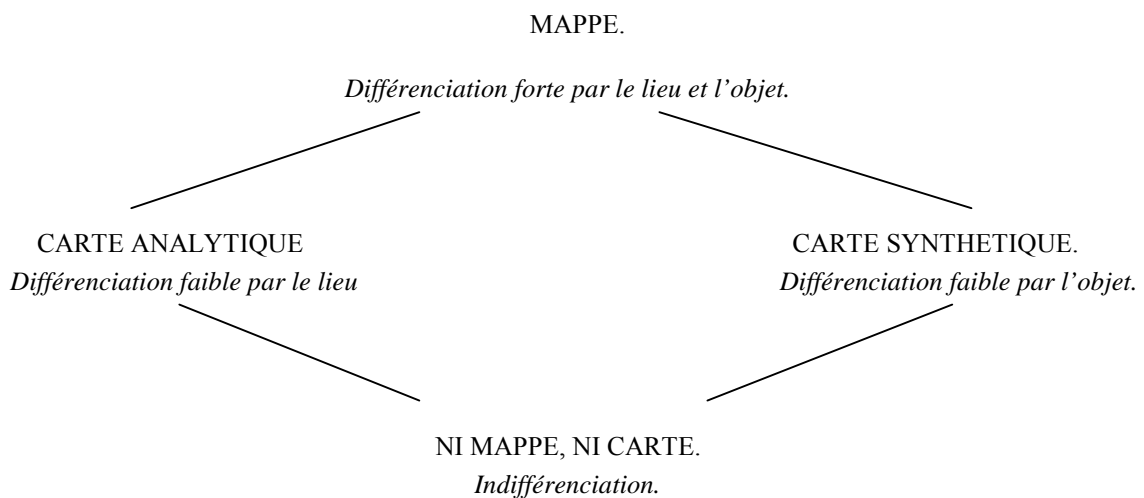 MAPPE.
Différenciation forte par le lieu et l’objet.
CARTE ANALYTIQUE
Différenciation faible par le lieu
CARTE SYNTHETIQUE.
Différenciation faible par l’objet.
NI MAPPE, NI CARTE.
Indifférenciation.